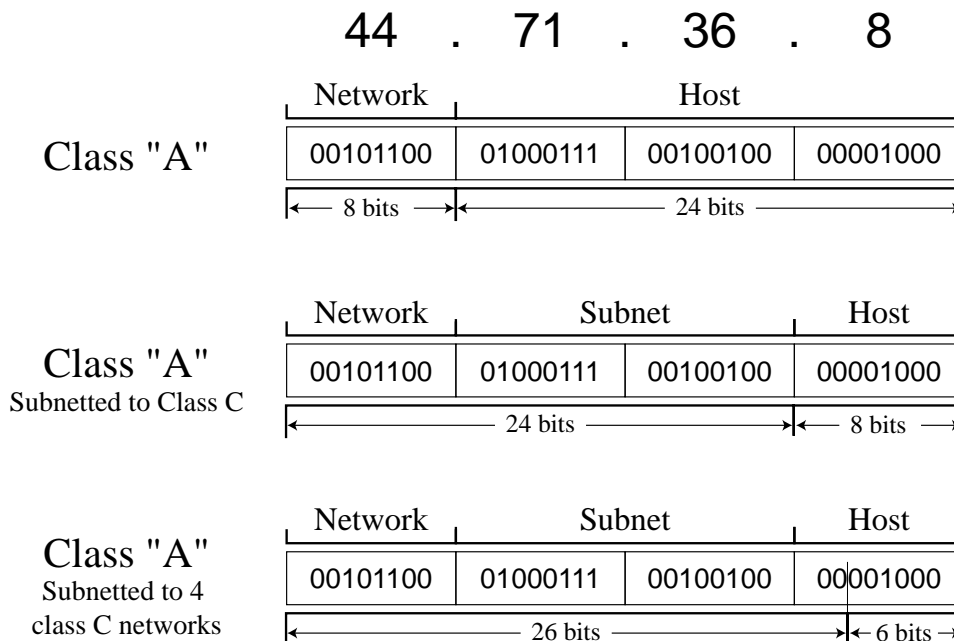 44 . 71 . 36 . 8
Network Host
Class "A" 00101100 01000111 00100100 00001000
8 bits 24 bits
Network Subnet Host
Class "A" 00101100 01000111 00100100 00001000
Subnetted to Class C
24 bits 8 bits
Network Subnet Host
Class "A" 00101100 01000111 00100100 00001000
Subnetted to 4
class C networks
26 bits 6 bits